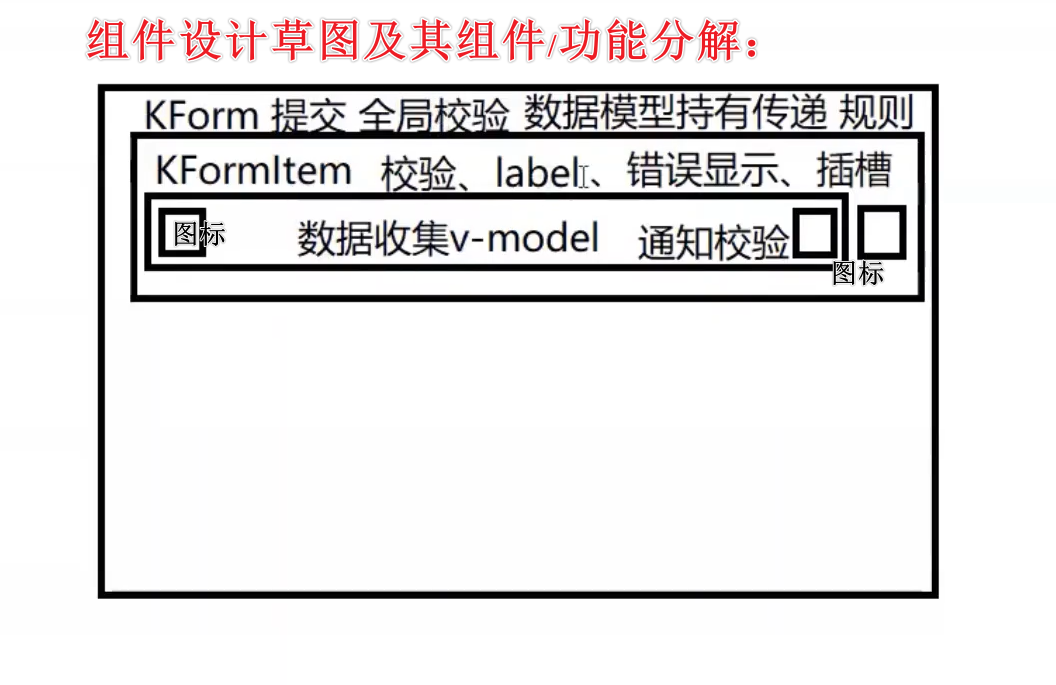 组件设计草图及其组件/功能分解：
KForm 提交 全局校验 数据模型持有传递 规则
KFormItem 校验、label、错误显示、插槽
图标 数据收集v-model 通知校验
图标